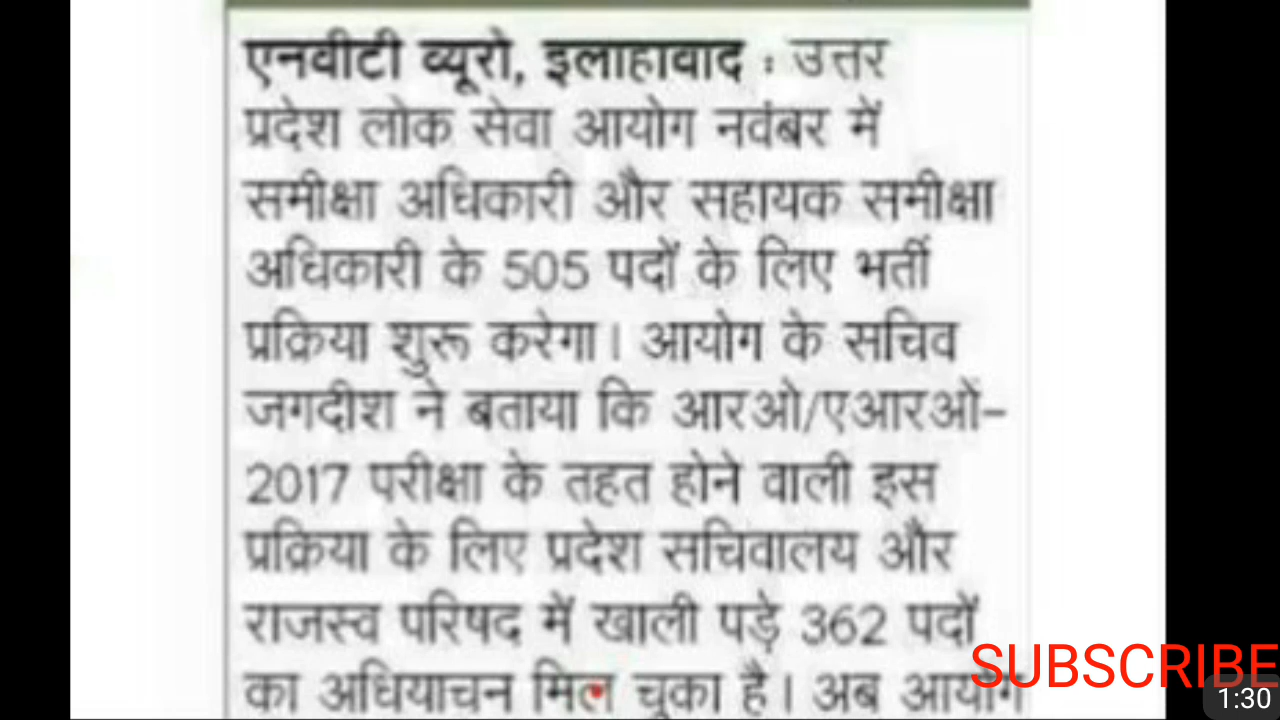 एनवीटी व्यूरो, इलाहावाद : उत्तर
प्रदेश लोक सेवा आयोग नवंबर में
समीक्षा अधिकारी और सहायक समीक्षा
अधिकारी के 505 पदों के लिए भर्ती
प्रक्रिया शुरू करेगा। आयोग के सचिव
जगदीश ने बताया कि आरओ/एआरओ-
2017 परीक्षा के तहत होने वाली इस
प्रक्रिया के लिए प्रदेश सचिवालय और
राजस्व परिषद में खाली पड़े 362 पदों
का अधियाचन मिल चुका है। अब आयोग
SUBSCRIBE
1:30